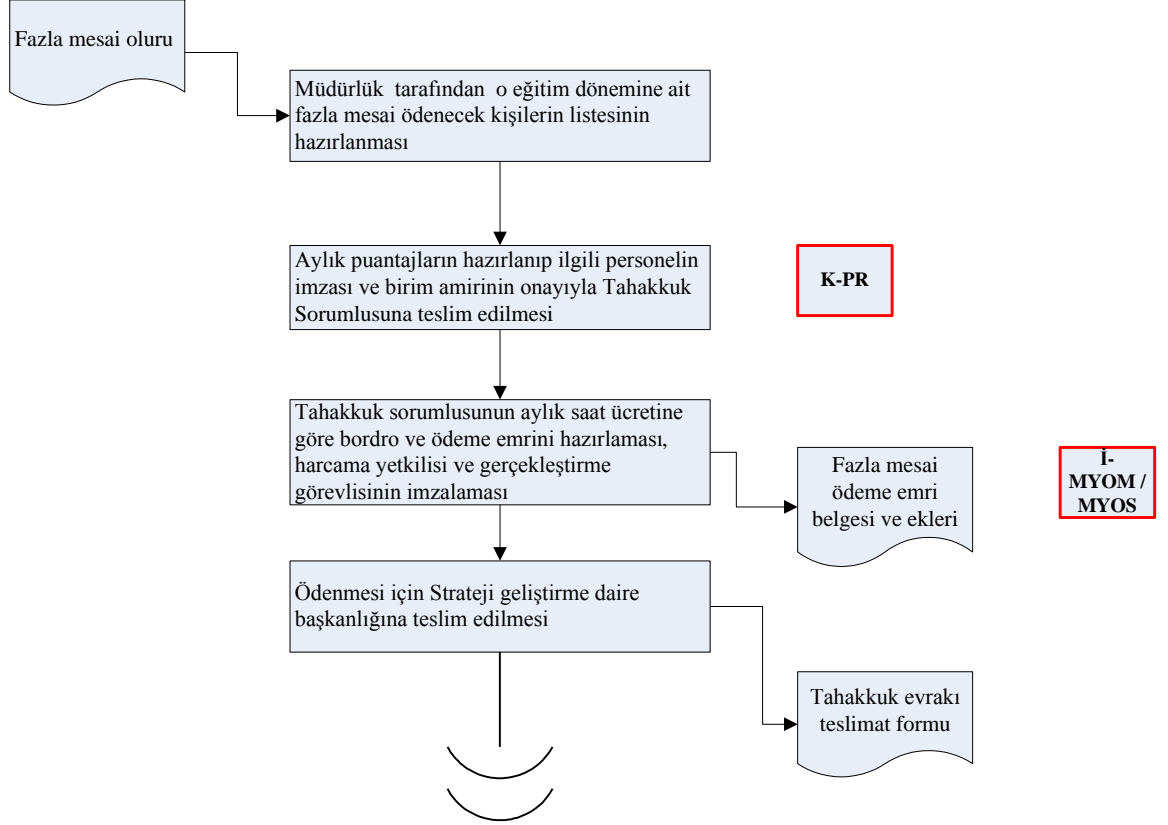 Fazla mesai oluru
Müdürlük tarafından o eğitim dönemine ait
fazla mesai ödenecek kişilerin listesinin
hazırlanması
Aylık puantajların hazırlanıp ilgili personelin
imzası ve birim amirinin onayıyla Tahakkuk
Sorumlusuna teslim edilmesi
K-PR
Tahakkuk sorumlusunun aylık saat ücretine
göre bordro ve ödeme emrini hazırlaması,
harcama yetkilisi ve gerçekleştirme
görevlisinin imzalaması
Fazla mesai
ödeme emri
belgesi ve ekleri
İ-
MYOM /
MYOS
Ödenmesi için Strateji geliştirme daire
başkanlığına teslim edilmesi
Tahakkuk evrakı
teslimat formu